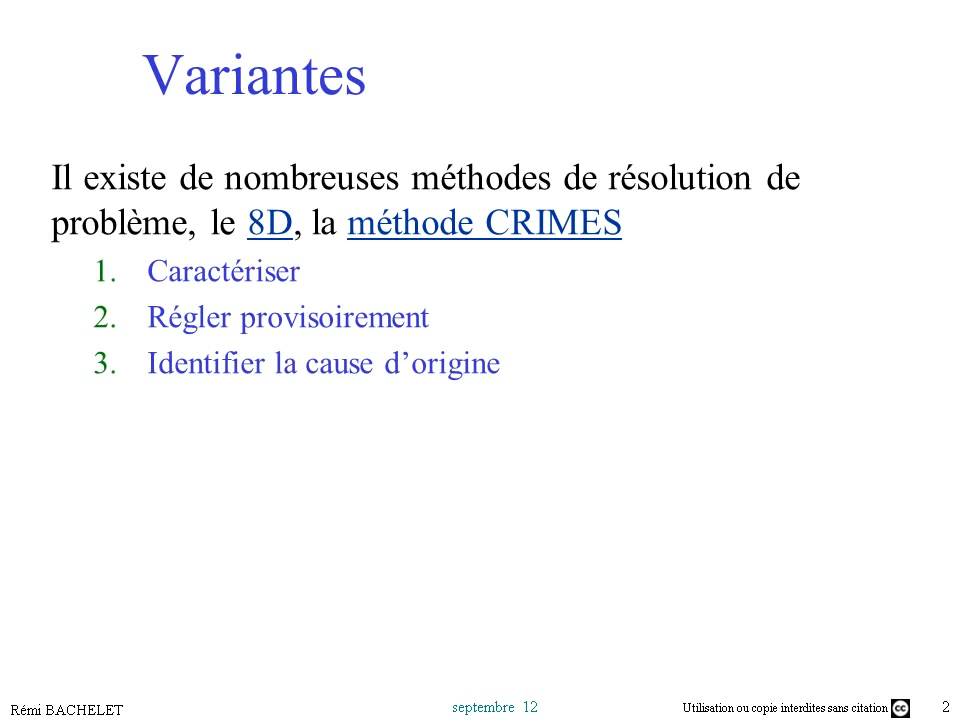 Variantes
Il existe de nombreuses méthodes de résolution de
problème, le 8D, la méthode CRIMES
1. Caractériser
2. Régler provisoirement
3. Identifier la cause d’origine
Rémi BACHELET
septembre 12
Utilisation ou copie interdites sans citation
cc
2